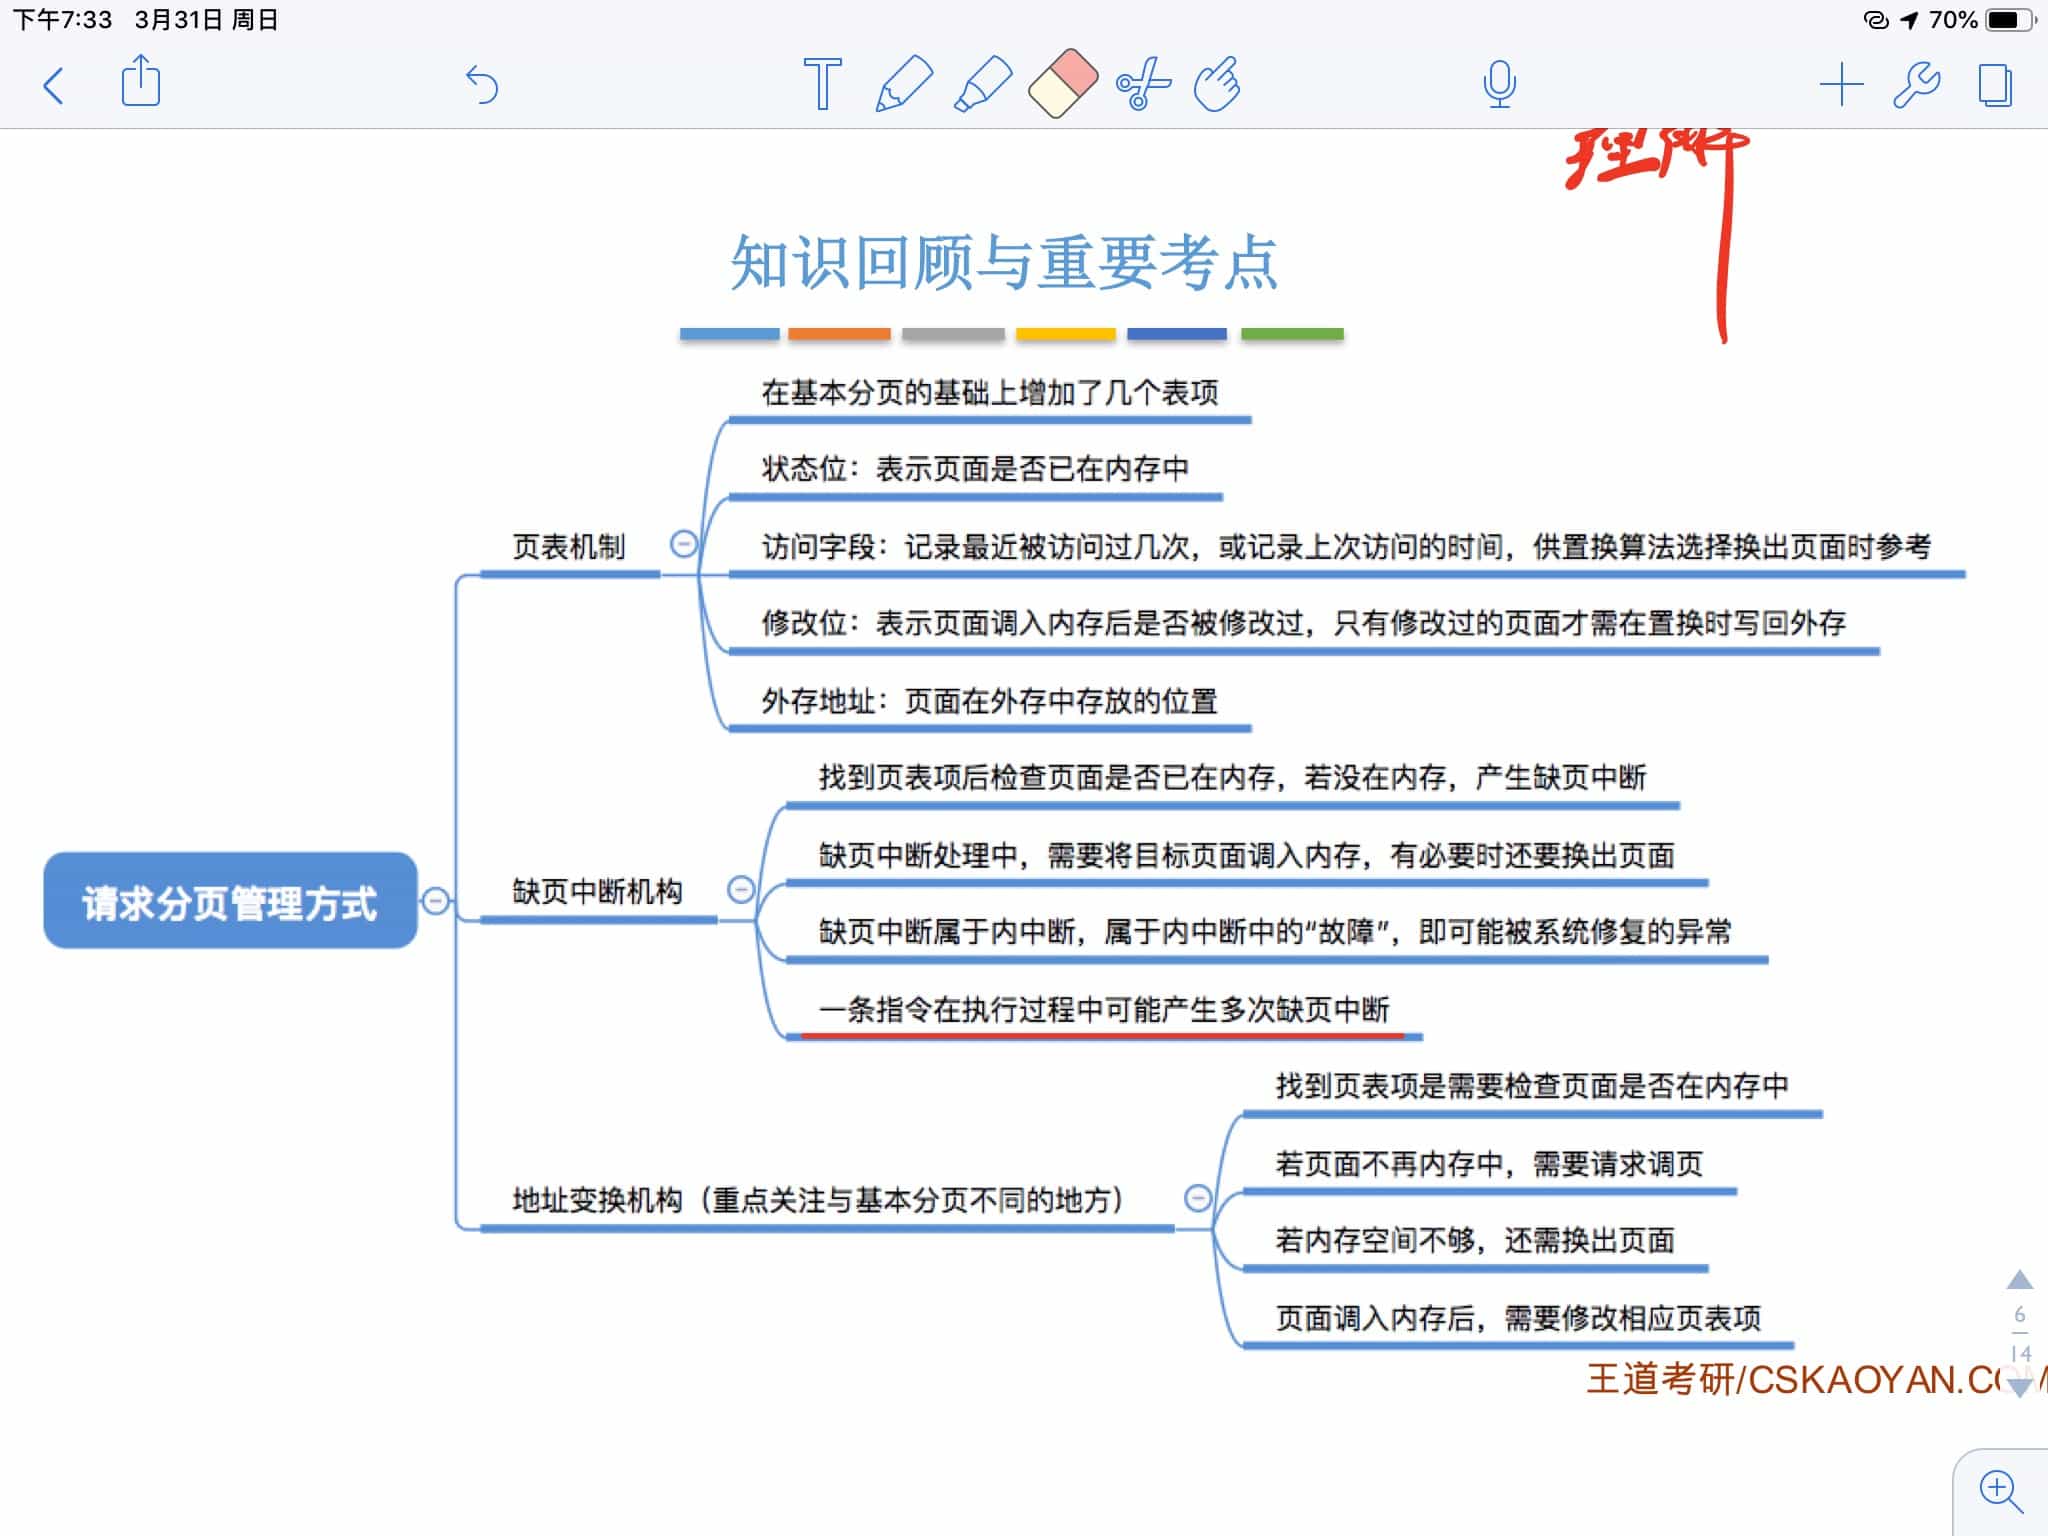 下午7:33 3月31日 周日
70%
理解
知识回顾与重要考点
在基本分页的基础上增加了几个表项
状态位：表示页面是否已在内存中
页表机制
访问字段：记录最近被访问过几次，或记录上次访问的时间，供置换算法选择换出页面时参考
修改位：表示页面调入内存后是否被修改过，只有修改过的页面才需在置换时写回外存
外存地址：页面在外存中存放的位置
找到页表项后检查页面是否已在内存，若没在内存，产生缺页中断
缺页中断处理中，需要将目标页面调入内存，有必要时还要换出页面
请求分页管理方式
缺页中断机构
缺页中断属于内中断，属于内中断中的“故障”，即可能被系统修复的异常
一条指令在执行过程中可能产生多次缺页中断
找到页表项是需要检查页面是否在内存中
若页面不再内存中，需要请求调页
地址变换机构（重点关注与基本分页不同的地方）
若内存空间不够，还需换出页面
页面调入内存后，需要修改相应页表项
6
14
王道考研/CSKAOYAN.COM